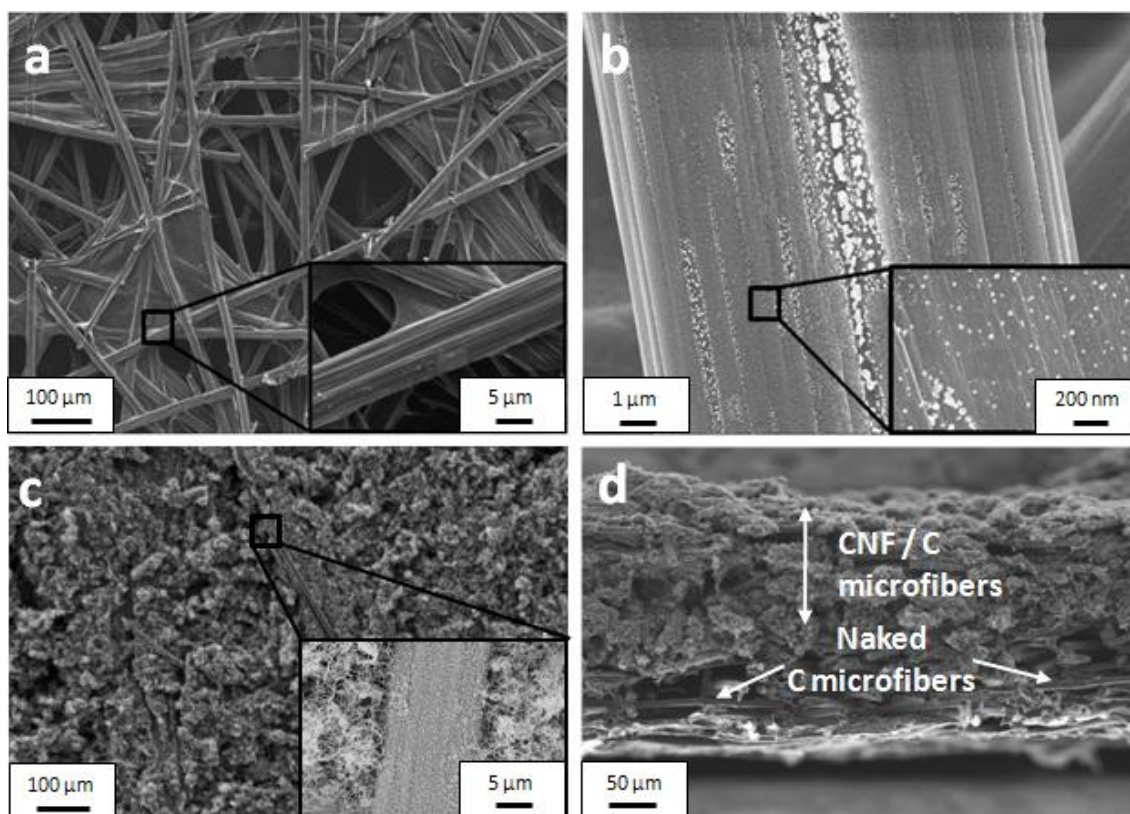 a
100 µm
5 µm
b
1 µm
200 nm
c
100 µm
5 µm
d
CNF / C
microfibers
Naked
C microfibers
50 µm